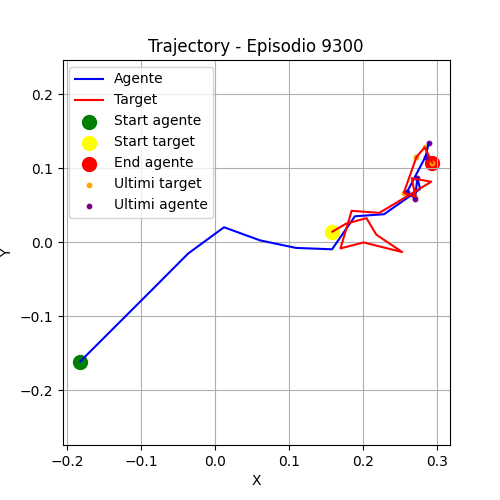 Trajectory - Episodio 9300
Agente
Target
Start agente
Start target
End agente
Ultimi target
Ultimi agente
0.2
0.1
0.0
−0.1
−0.2
Y
−0.2
−0.1
0.0
0.1
0.2
0.3
X